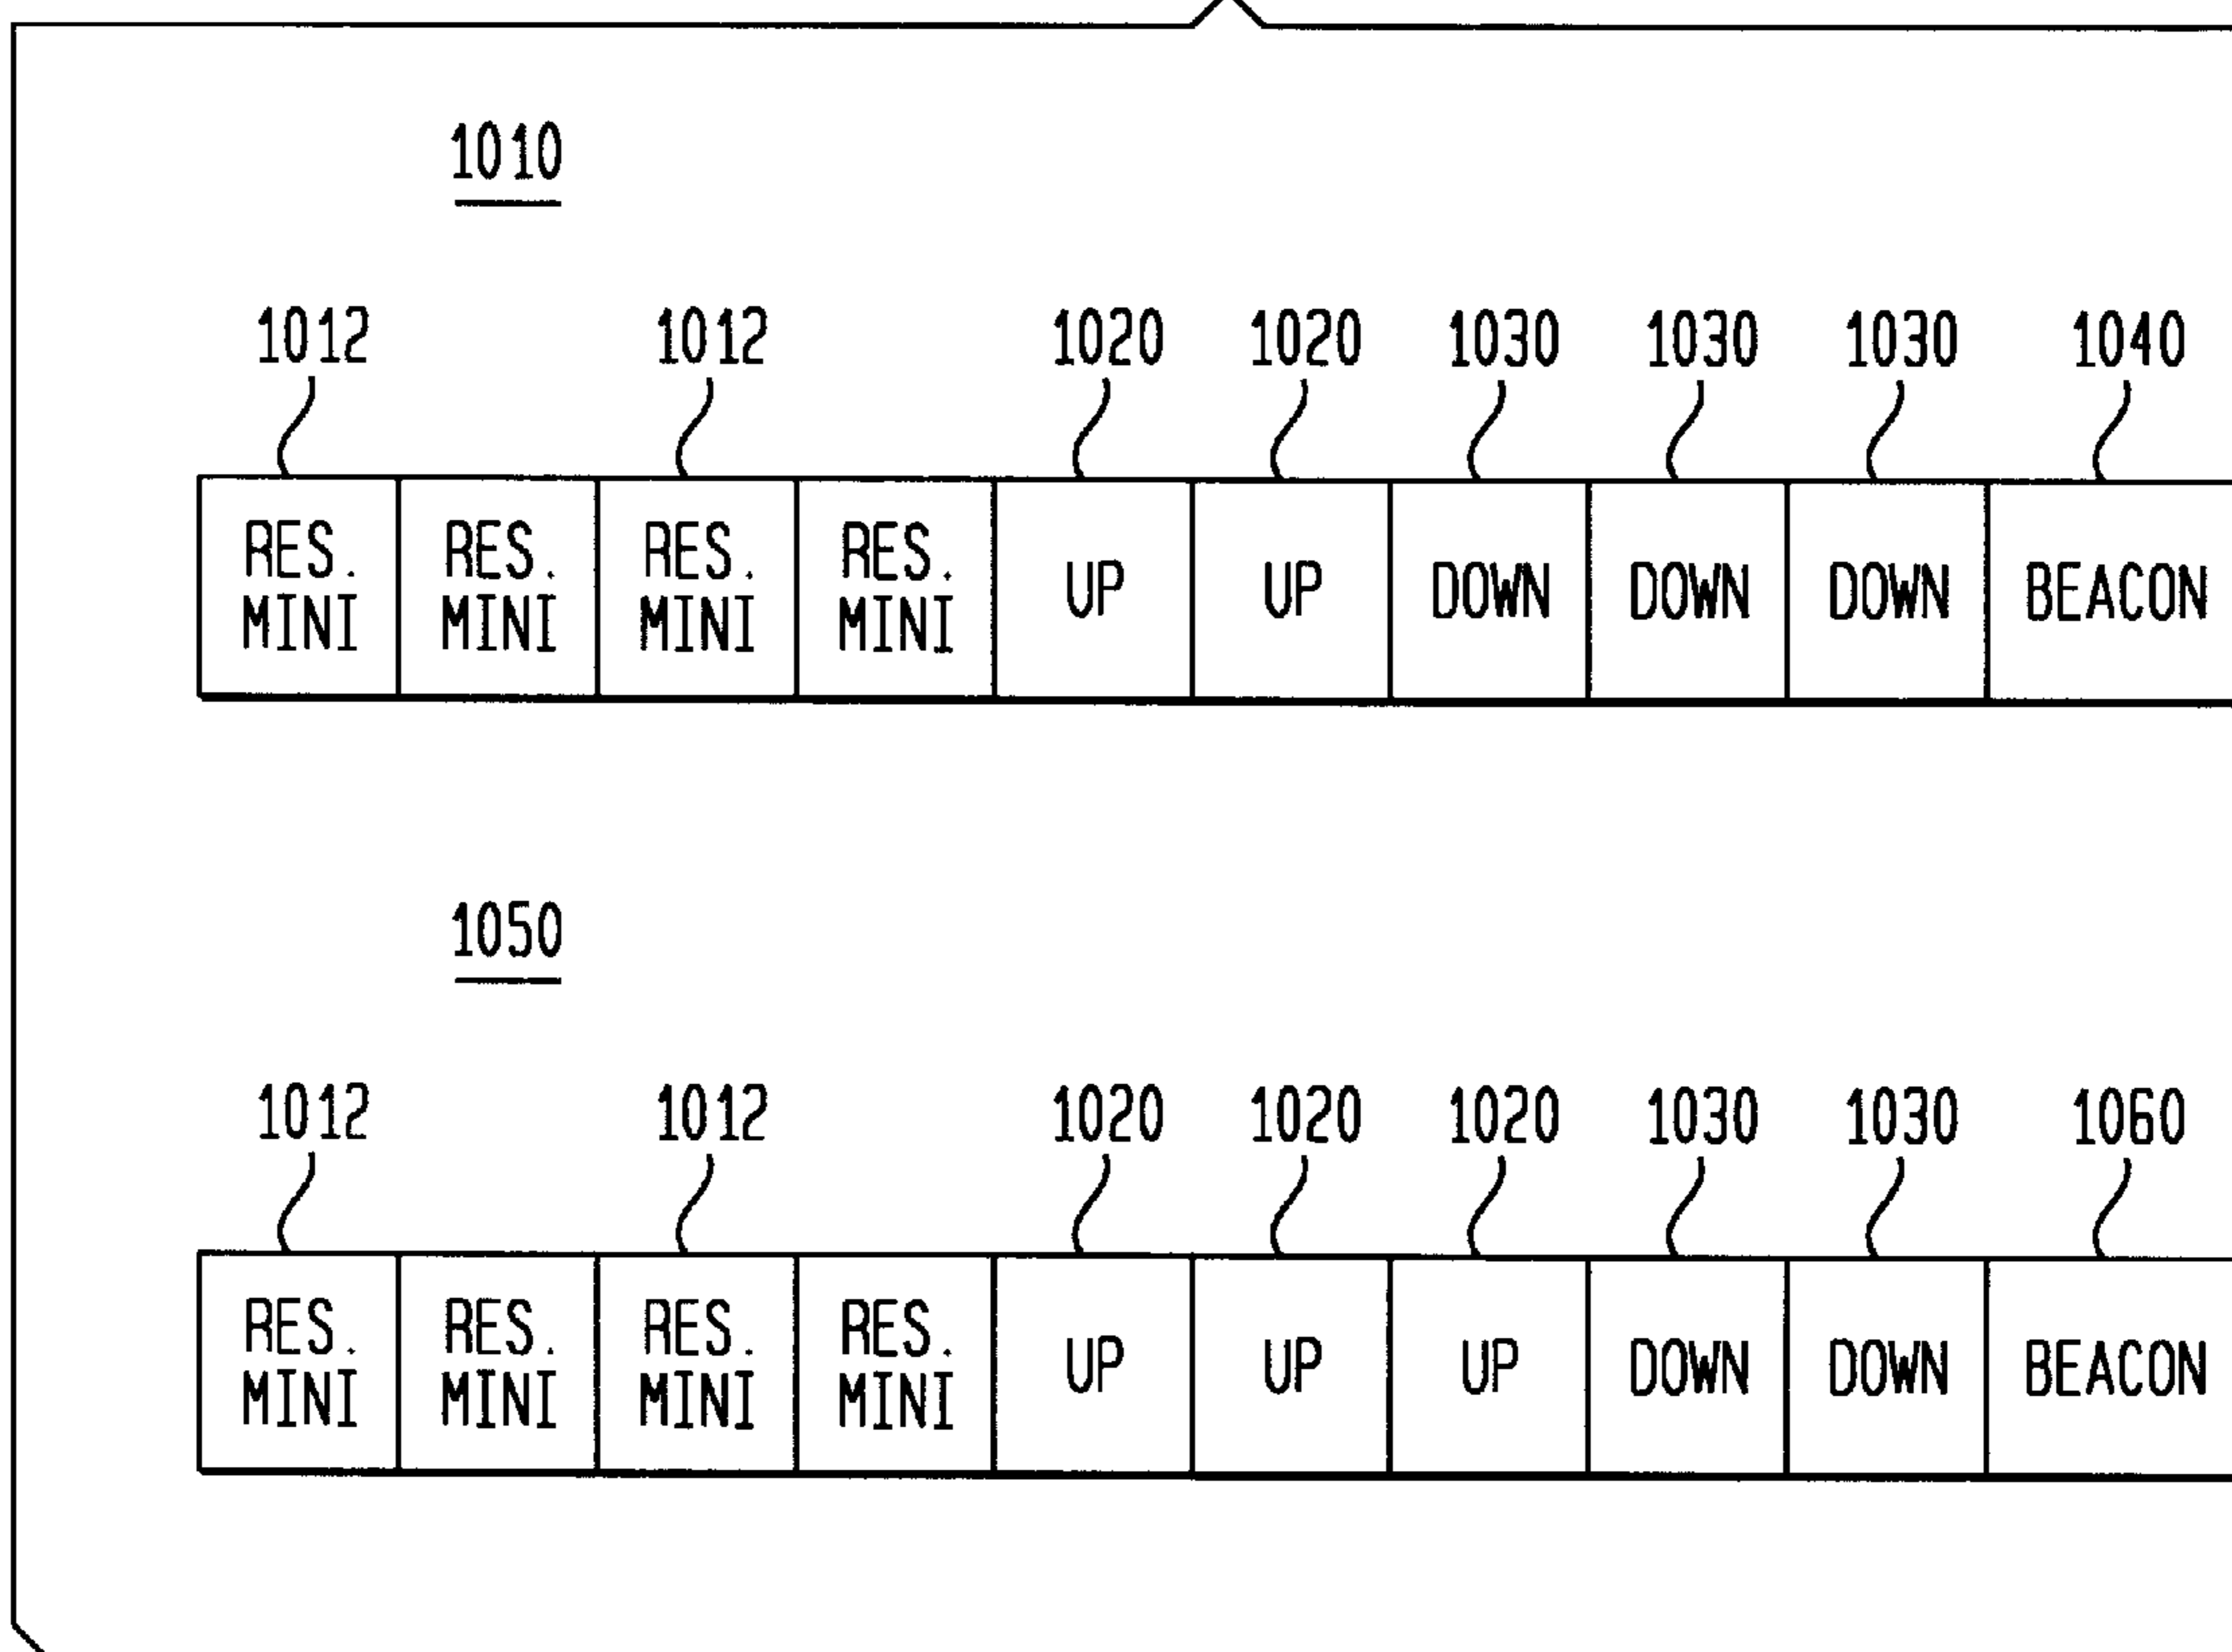 1010
1012 1012 1020 1020 1030 1030 1030 1040
RES. RES. RES. RES.
MINI MINI MINI MINI UP UP DOWN DOWN DOWN BEACON
1050
1012 1012 1020 1020 1020 1030 1030 1060
RES. RES. RES. RES.
MINI MINI MINI MINI UP UP UP DOWN DOWN BEACON